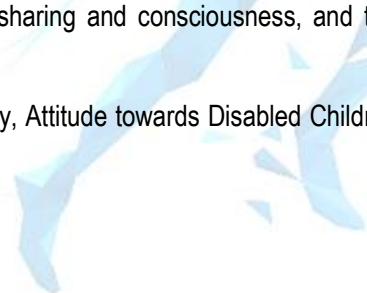 sharing and consciousness, and t
y, Attitude towards Disabled Childr